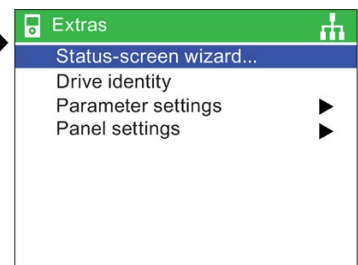 Extras
Status-screen wizard...
Drive identity
Parameter settings
Panel settings